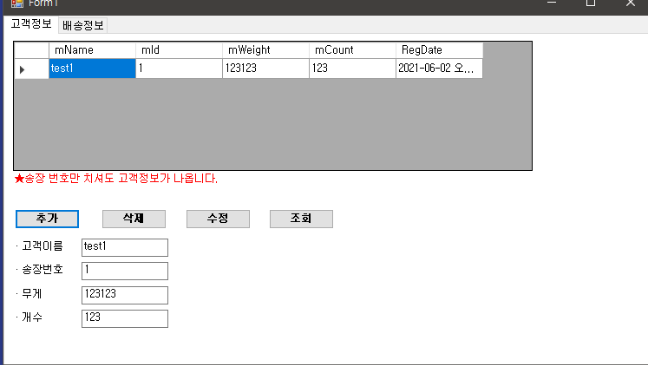 Form1
고객정보 배송정보
mName mId mWeight mCount RegDate
test1 1 123123 123 2021-06-02 오...
★송장 번호만 치셔도 고객정보가 나옵니다.
추가 삭제 수정 조회
· 고객이름 test1
· 송장번호 1
· 무게 123123
· 개수 123